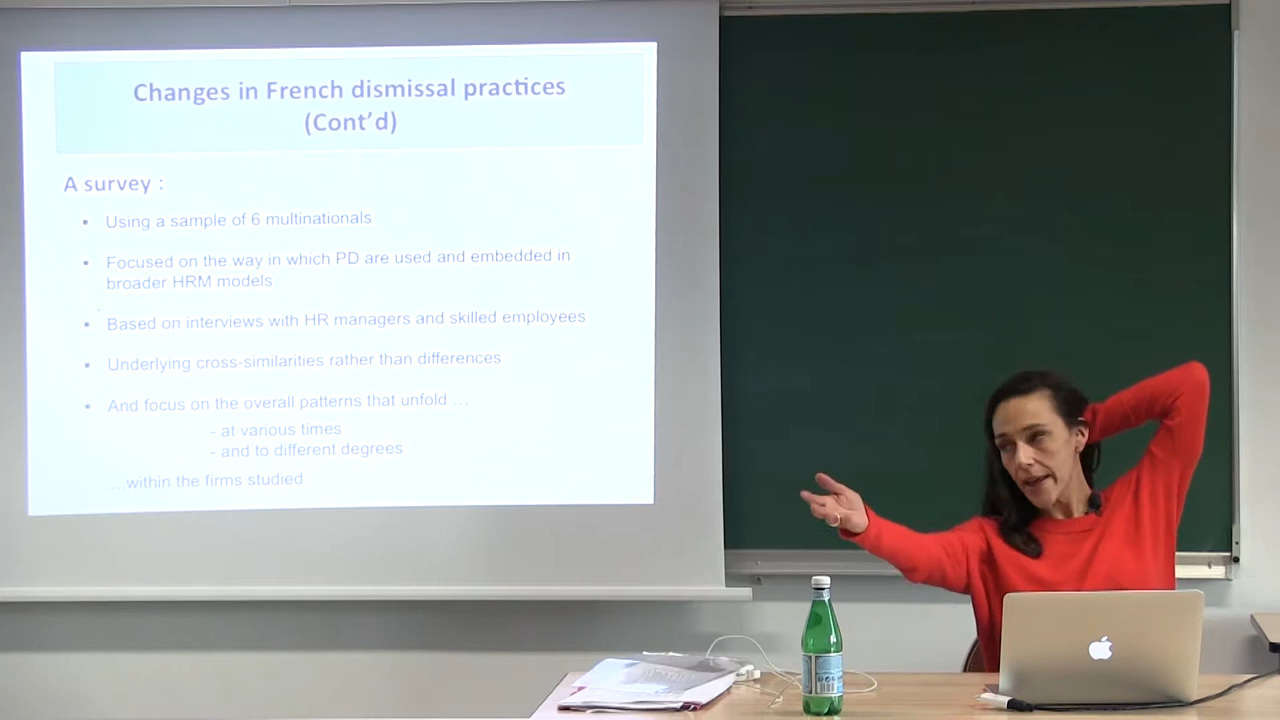 Changes in French dismissal practices
(Cont'd)
A survey :
• Using a sample of 6 multinationals
• Focused on the way in which PD are used and embedded in
broader HRM models
• Based on interviews with HR managers and skilled employees
• Underlying cross-similarities rather than differences
• And focus on the overall patterns that unfold …
- at various times
- and to different degrees
….within the firms studied